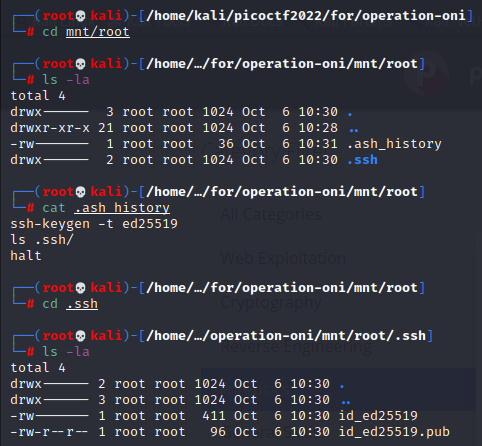 ┌──(root💀kali)-[/home/kali/picoctf2022/for/operation-oni]
└─# cd mnt/root
┌──(root💀kali)-[/home/…/for/operation-oni/mnt/root]
└─# ls -la
total 4
drwx------  3 root root 1024 Oct  6 10:30 .
drwxr-xr-x 21 root root 1024 Oct  6 10:28 ..
-rw-------  1 root root   36 Oct  6 10:31 .ash_history
drwx------  2 root root 1024 Oct  6 10:30 .ssh
┌──(root💀kali)-[/home/…/for/operation-oni/mnt/root]
└─# cat .ash_history
ssh-keygen -t ed25519
All Categories
ls .ssh/
halt
Web Exploitation
┌──(root💀kali)-[/home/…/for/operation-oni/mnt/root]
└─# cd .ssh
Cryptography
┌──(root💀kali)-[/home/…/operation-oni/mnt/root/.ssh]
Reverse Engineering
└─# ls -la
total 4
drwx------ 2 root root 1024 Oct  6 10:30 .
drwx------ 3 root root 1024 Oct  6 10:30 ..
-rw------- 1 root root  411 Oct  6 10:30 id_ed25519
-rw-r--r-- 1 root root   96 Oct  6 10:30 id_ed25519.pub